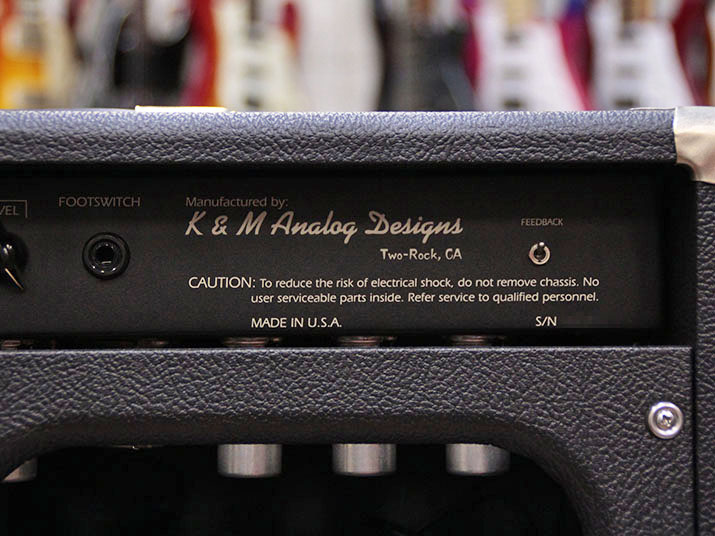 FOOTSWITCH
Manufactured by:
K & M Analog Designs
Two-Rock, CA
FEEDBACK
CAUTION: To reduce the risk of electrical shock, do not remove chassis. No
user serviceable parts inside. Refer service to qualified personnel.
MADE IN U.S.A.
S/N